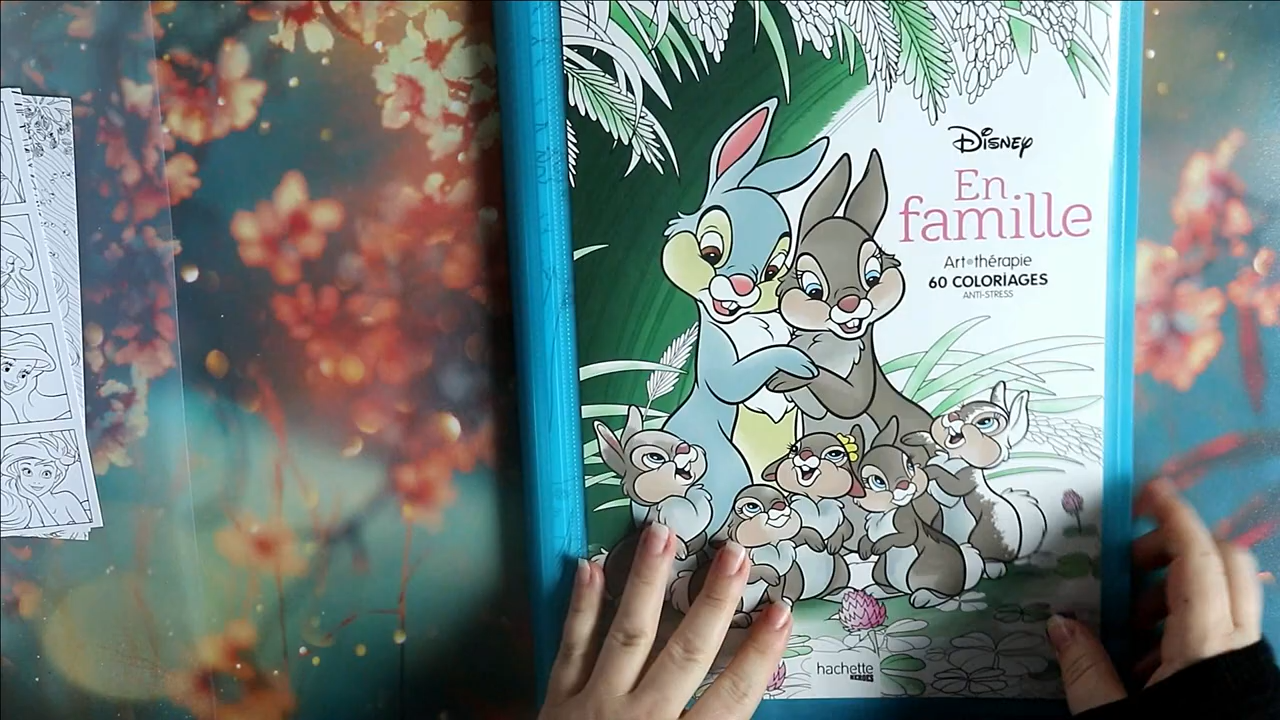 Disney
En
famille
Art•thérapie
60 COLORIAGES
ANTI-STRESS
hachette